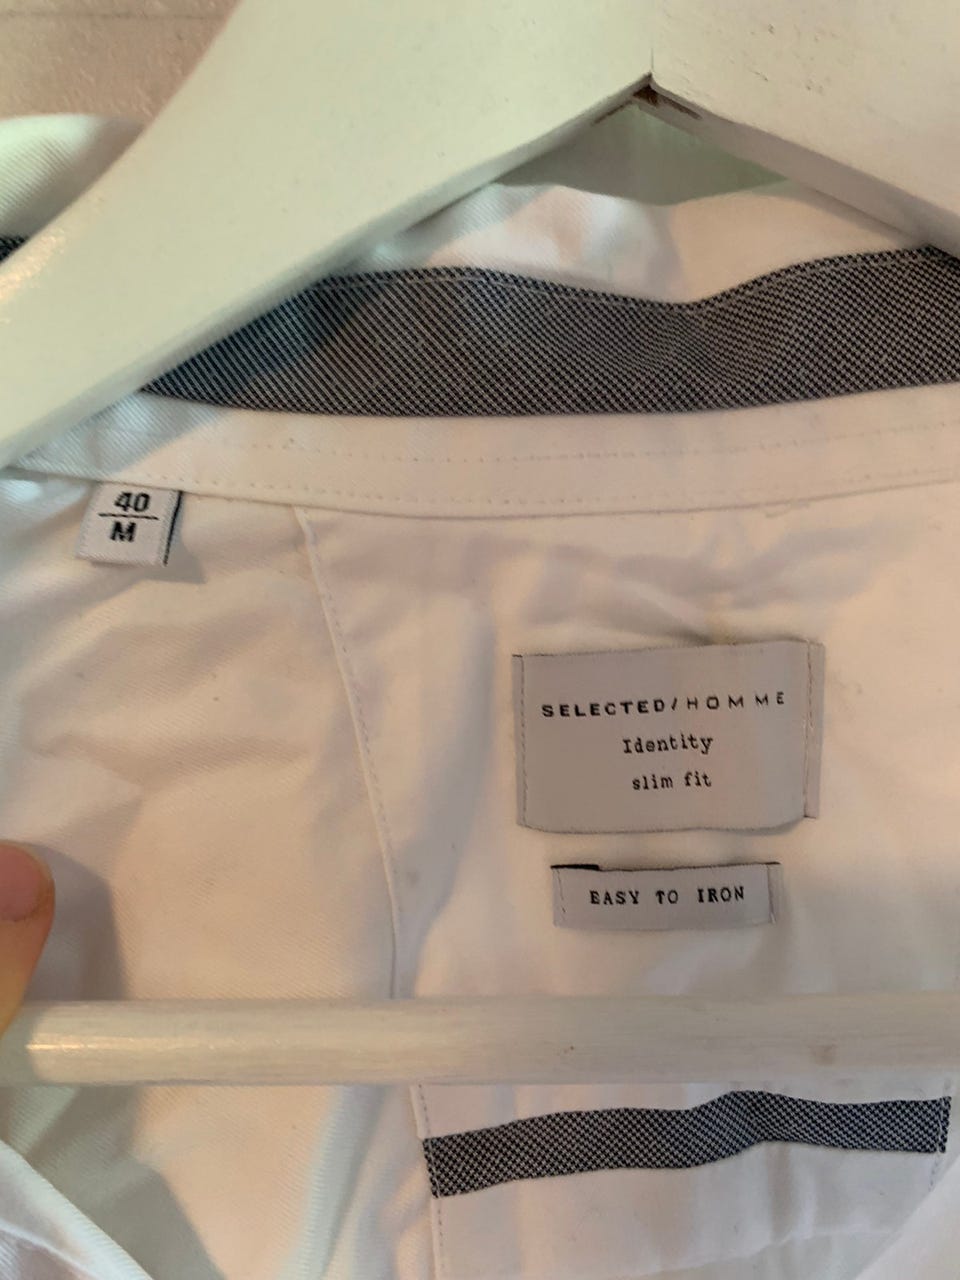 40
M
SELECTED/HOMME
Identity
slim fit
EASY TO IRON